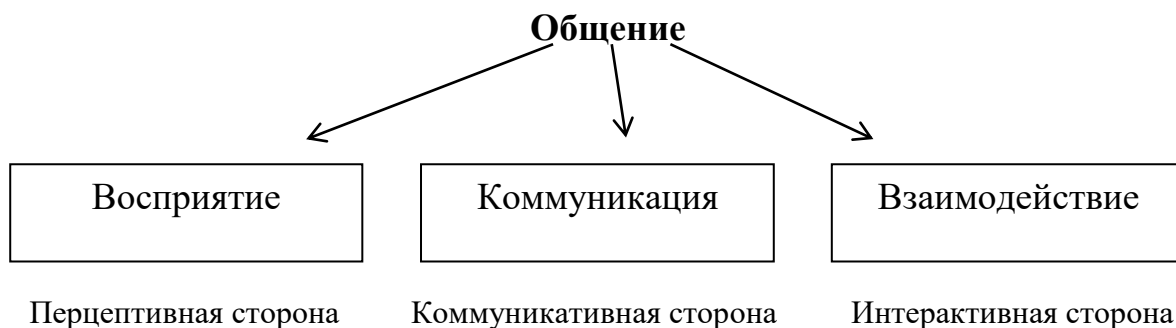 Общение
Восприятие Коммуникация Взаимодействие
Перцептивная сторона Коммуникативная сторона Интерактивная сторона